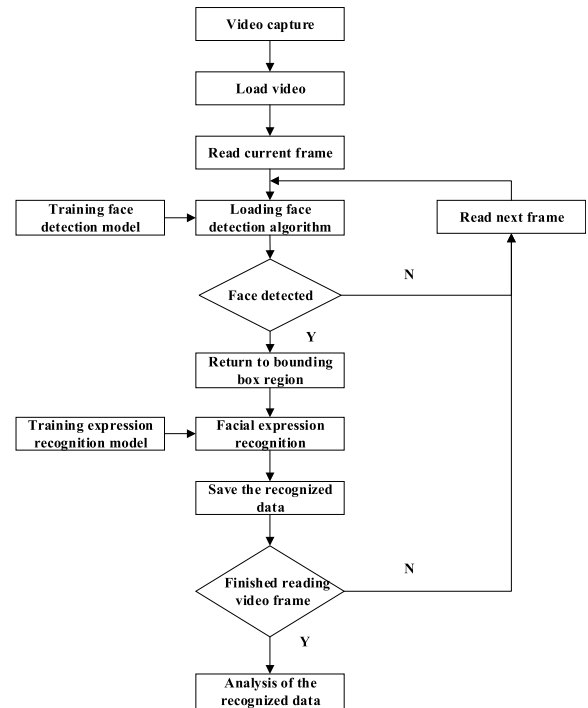 Video capture
Load video
Read current frame
Training face
detection model
Loading face
detection algorithm
Read next frame
Face detected
N
Y
Return to bounding
box region
Training expression
recognition model
Facial expression
recognition
Save the recognized
data
Finished reading
video frame
N
Y
Analysis of the
recognized data